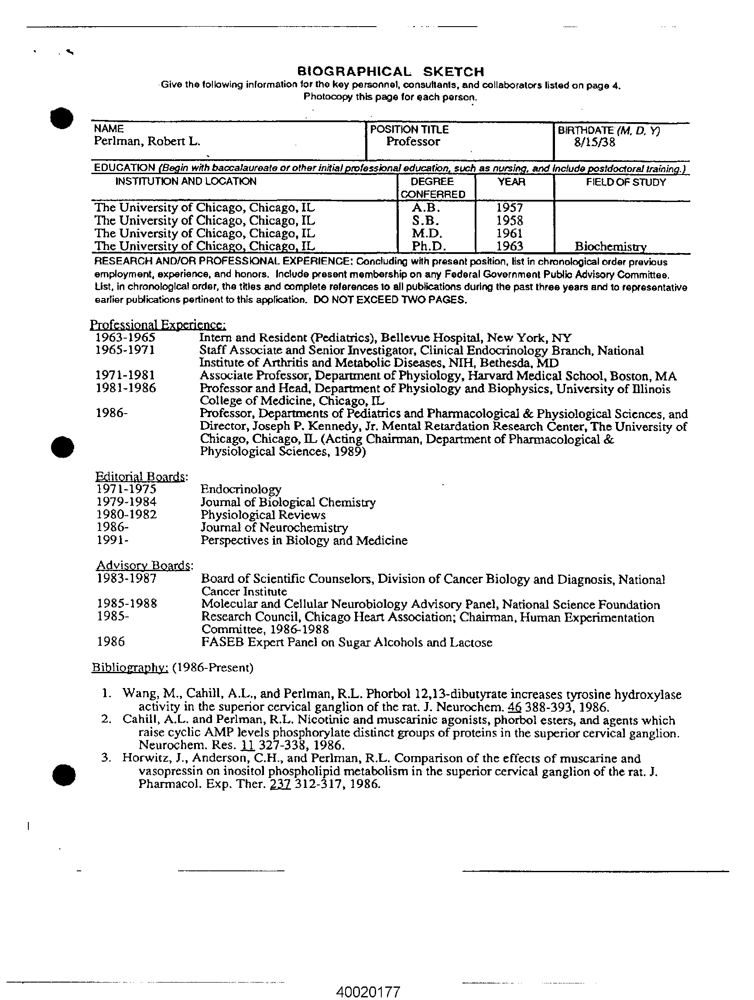 BIOGRAPHICAL SKETCH
Give the following information for the key personnel, consultants, and collaborators listed on page 4.
Photocopy this page for each person.
NAME
Perlman, Robert L.
POSITION TITLE
Professor
BIRTHDATE (M, D, Y)
8/15/38
EDUCATION (Begin with baccalaureate or other initial professional education, such as nursing, and include postdoctoral training.)
INSTITUTION AND LOCATION DEGREE CONFERRED YEAR FIELD OF STUDY
The University of Chicago, Chicago, IL A.B. 1957
The University of Chicago, Chicago, IL S.B. 1958
The University of Chicago, Chicago, IL M.D. 1961
The University of Chicago, Chicago, IL Ph.D. 1963 Biochemistry
RESEARCH AND/OR PROFESSIONAL EXPERIENCE: Concluding with present position, list in chronological order previous
employment, experience, and honors. Include present membership on any Federal Government Public Advisory Committee.
List, in chronological order, the titles and complete references to all publications during the past three years and to representative
earlier publications pertinent to this application. DO NOT EXCEED TWO PAGES.
Professional Experience:
1963-1965 Intern and Resident (Pediatrics), Bellevue Hospital, New York, NY
1965-1971 Staff Associate and Senior Investigator, Clinical Endocrinology Branch, National
Institute of Arthritis and Metabolic Diseases, NIH, Bethesda, MD
1971-1981 Associate Professor, Department of Physiology, Harvard Medical School, Boston, MA
1981-1986 Professor and Head, Department of Physiology and Biophysics, University of Illinois
College of Medicine, Chicago, IL
1986- Professor, Departments of Pediatrics and Pharmacological & Physiological Sciences, and
Director, Joseph P. Kennedy, Jr. Mental Retardation Research Center, The University of
Chicago, Chicago, IL (Acting Chairman, Department of Pharmacological &
Physiological Sciences, 1989)
Editorial Boards:
1971-1975 Endocrinology
1979-1984 Journal of Biological Chemistry
1980-1982 Physiological Reviews
1986- Journal of Neurochemistry
1991- Perspectives in Biology and Medicine
Advisory Boards:
1983-1987 Board of Scientific Counselors, Division of Cancer Biology and Diagnosis, National
Cancer Institute
1985-1988 Molecular and Cellular Neurobiology Advisory Panel, National Science Foundation
1985- Research Council, Chicago Heart Association; Chairman, Human Experimentation
Committee, 1986-1988
1986 FASEB Expert Panel on Sugar Alcohols and Lactose
Bibliography: (1986-Present)
1. Wang, M., Cahill, A.L., and Perlman, R.L. Phorbol 12,13-dibutyrate increases tyrosine hydroxylase
activity in the superior cervical ganglion of the rat. J. Neurochem. 46 388-393, 1986.
2. Cahill, A.L. and Perlman, R.L. Nicotinic and muscarinic agonists, phorbol esters, and agents which
raise cyclic AMP levels phosphorylate distinct groups of proteins in the superior cervical ganglion.
Neurochem. Res. 11 327-338, 1986.
3. Horwitz, J., Anderson, C.H., and Perlman, R.L. Comparison of the effects of muscarine and
vasopressin on inositol phospholipid metabolism in the superior cervical ganglion of the rat. J.
Pharmacol. Exp. Ther. 237 312-317, 1986.
40020177